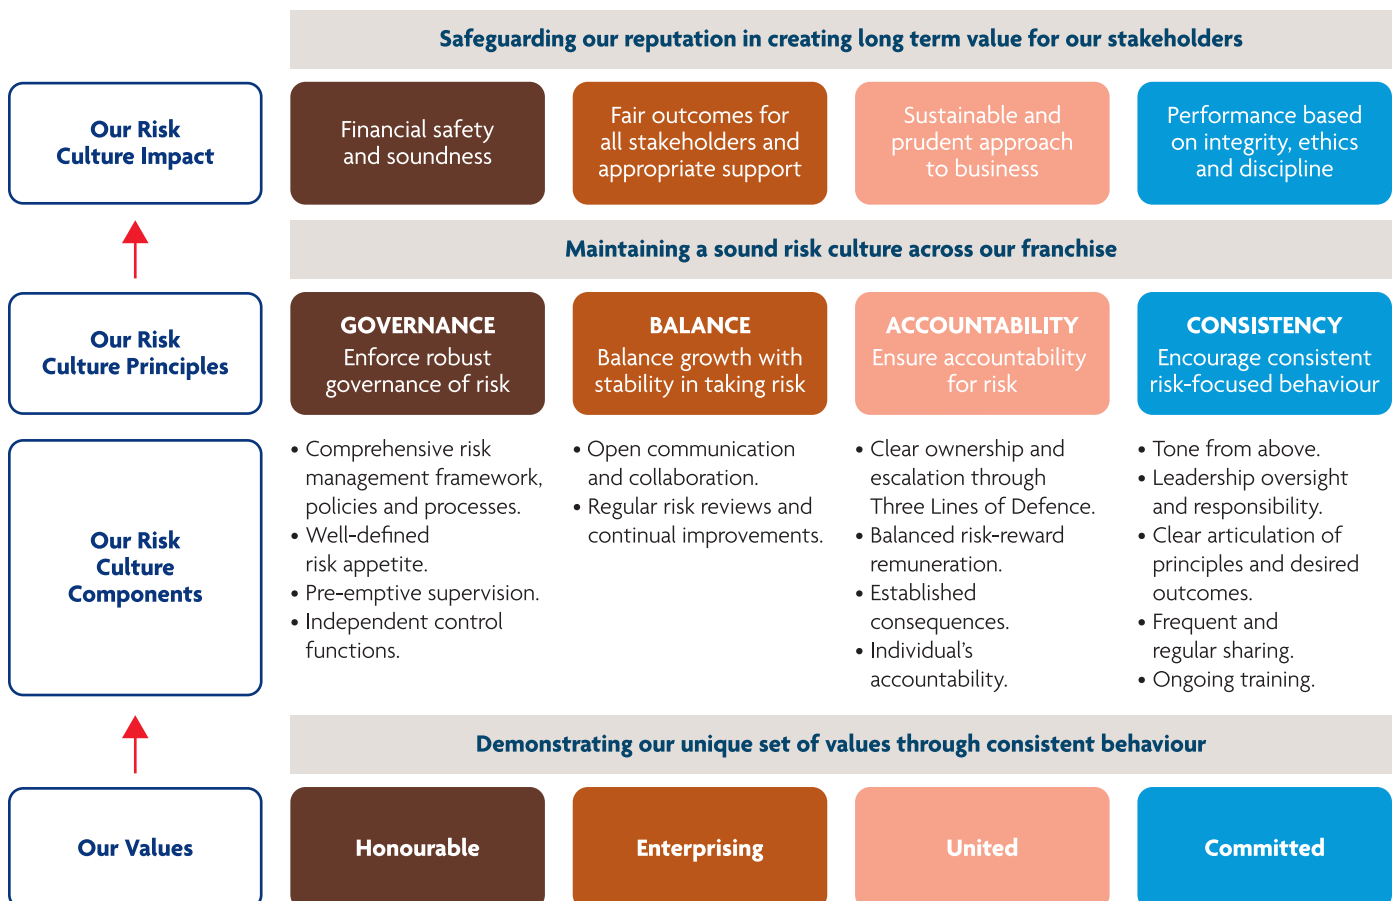 Safeguarding our reputation in creating long term value for our stakeholders
Our Risk
Culture Impact
Financial safety
and soundness
Fair outcomes for
all stakeholders and
appropriate support
Sustainable and
prudent approach
to business
Performance based
on integrity, ethics
and discipline
Maintaining a sound risk culture across our franchise
Our Risk
Culture Principles
GOVERNANCE
Enforce robust
governance of risk
BALANCE
Balance growth with
stability in taking risk
ACCOUNTABILITY
Ensure accountability
for risk
CONSISTENCY
Encourage consistent
risk-focused behaviour
Our Risk
Culture
Components
• Comprehensive risk
management framework,
policies and processes.
• Well-defined
risk appetite.
• Pre-emptive supervision.
• Independent control
functions.
• Open communication
and collaboration.
• Regular risk reviews and
continual improvements.
• Clear ownership and
escalation through
Three Lines of Defence.
• Balanced risk-reward
remuneration.
• Established
consequences.
• Individual’s
accountability.
• Tone from above.
• Leadership oversight
and responsibility.
• Clear articulation of
principles and desired
outcomes.
• Frequent and
regular sharing.
• Ongoing training.
Demonstrating our unique set of values through consistent behaviour
Our Values
Honourable
Enterprising
United
Committed